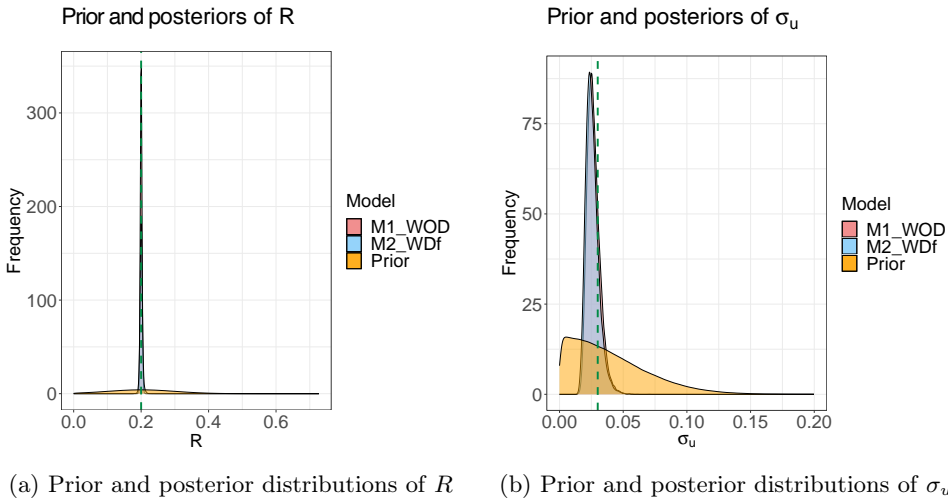 Prior and posteriors of R
Frequency
300
200
100
0
0.0 0.2 0.4 0.6
R
Model
M1_WOD
M2_WDf
Prior
(a) Prior and posterior distributions of R
Prior and posteriors of σu
Frequency
75
50
25
0
0.00 0.05 0.10 0.15 0.20
σu
Model
M1_WOD
M2_WDf
Prior
(b) Prior and posterior distributions of σu